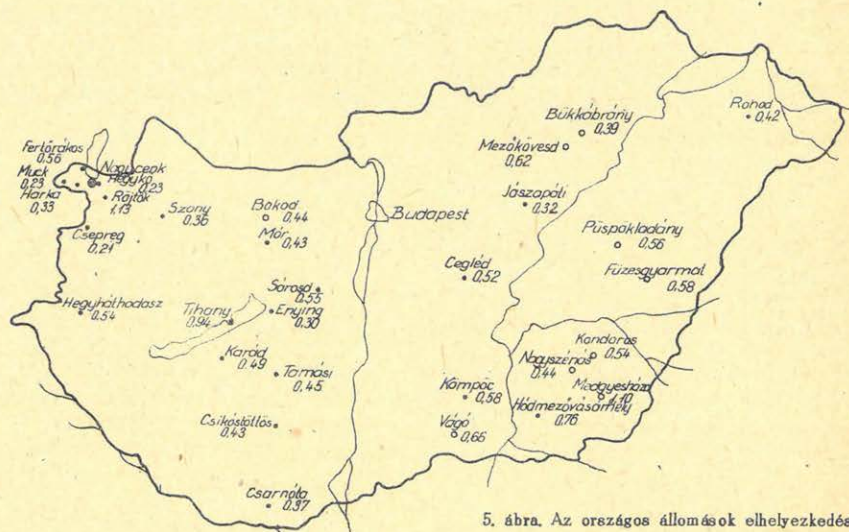 Rohod
0,42
Bükkábrány
0,39
Mezőkövesd
0,62
Fertőrákos
0,56
Nagycenk
Muck
0,23
Hegykő
0,23
Harka
0,33
Röjtök
1,13
Jászapáti
0,32
Szany
0,36
Bokod
0,44
Budapest
Csepreg
0,21
Mór
0,43
Püspökladány
0,56
Cegléd
0,52
Füzesgyarmat
0,58
Sárosd
0,55
Hegyháthodász
0,54
Tihany
0,94
Enying
0,30
Karád
0,49
Tamási
0,45
Kondoros
0,54
Nagyszénás
0,44
Medgyesháza
1,10
Kömpöc
0,58
Hódmezővásárhely
0,76
Csikóstöttös
0,43
Vágó
0,66
Csarnóta
0,37
5. ábra. Az országos állomások elhelyezkedés